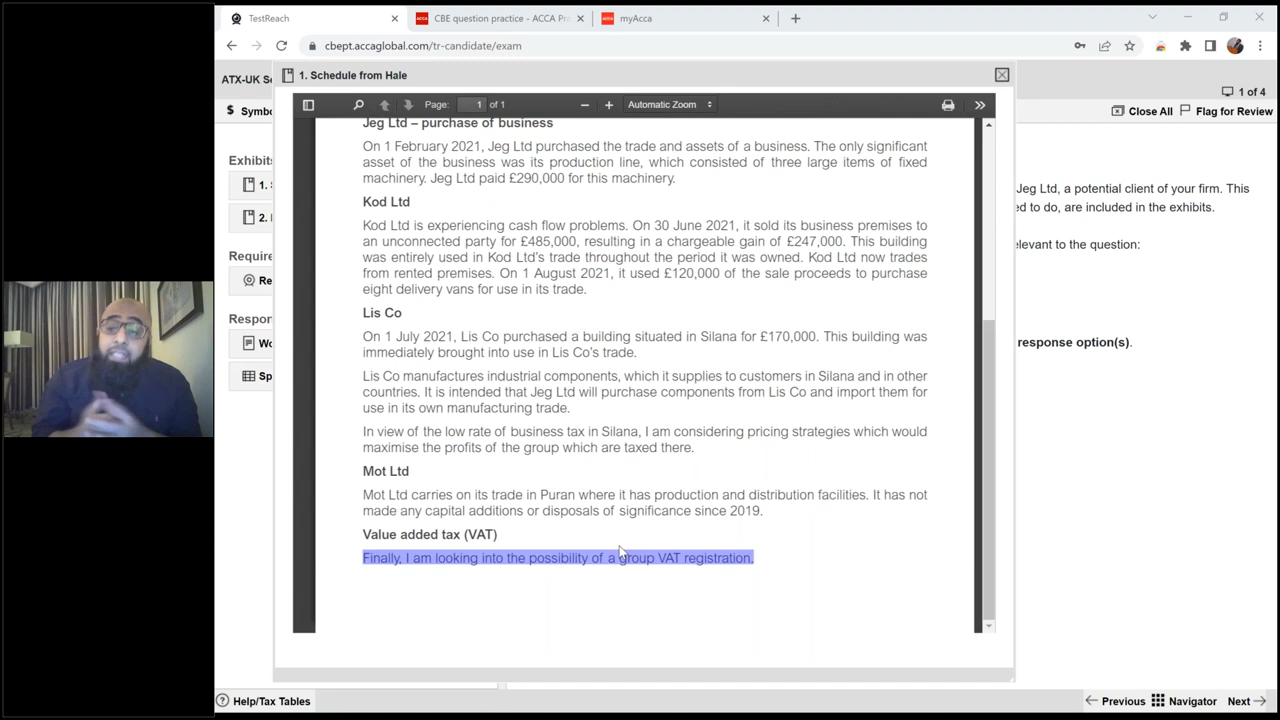 TestReach
CBE question practice - ACCA Pra
myAcca
cbept.accaglobal.com/tr-candidate/exam
ATX-UK Se
1. Schedule from Hale
1 of 4
$ Symbo
Page: 1 of 1
Automatic Zoom
Close All
Flag for Review
Jeg Ltd – purchase of business
On 1 February 2021, Jeg Ltd purchased the trade and assets of a business. The only significant
asset of the business was its production line, which consisted of three large items of fixed
machinery. Jeg Ltd paid £290,000 for this machinery.
Kod Ltd
Kod Ltd is experiencing cash flow problems. On 30 June 2021, it sold its business premises to
an unconnected party for £485,000, resulting in a chargeable gain of £247,000. This building
was entirely used in Kod Ltd's trade throughout the period it was owned. Kod Ltd now trades
from rented premises. On 1 August 2021, it used £120,000 of the sale proceeds to purchase
eight delivery vans for use in its trade.
Lis Co
On 1 July 2021, Lis Co purchased a building situated in Silana for £170,000. This building was
immediately brought into use in Lis Co's trade.
Lis Co manufactures industrial components, which it supplies to customers in Silana and in other
countries. It is intended that Jeg Ltd will purchase components from Lis Co and import them for
use in its own manufacturing trade.
In view of the low rate of business tax in Silana, I am considering pricing strategies which would
maximise the profits of the group which are taxed there.
Mot Ltd
Mot Ltd carries on its trade in Puran where it has production and distribution facilities. It has not
made any capital additions or disposals of significance since 2019.
Value added tax (VAT)
Finally, I am looking into the possibility of a group VAT registration.
Exhibits
1.
2.
Require
Re
Respon
Wo
Sp
Jeg Ltd, a potential client of your firm. This
ed to do, are included in the exhibits.
elevant to the question:
response option(s).
Help/Tax Tables
Previous
Navigator
Next